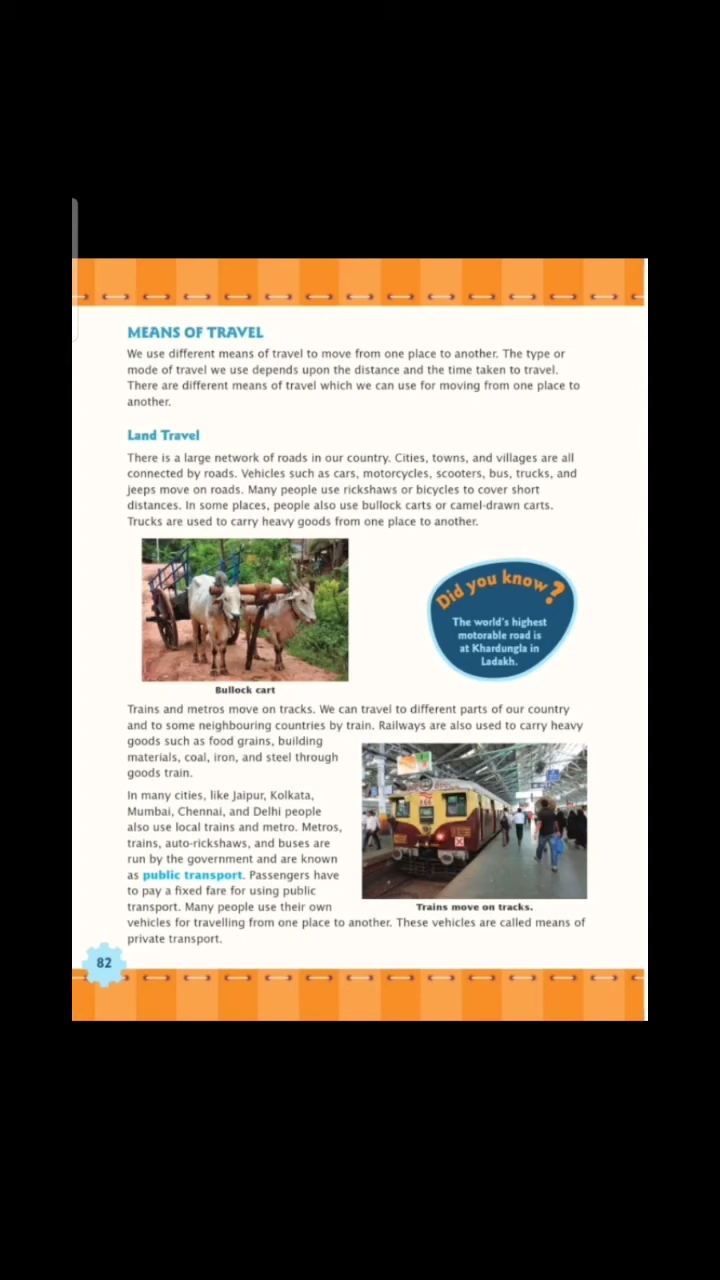 MEANS OF TRAVEL
We use different means of travel to move from one place to another. The type or
mode of travel we use depends upon the distance and the time taken to travel.
There are different means of travel which we can use for moving from one place to
another.
Land Travel
There is a large network of roads in our country. Cities, towns, and villages are all
connected by roads. Vehicles such as cars, motorcycles, scooters, bus, trucks, and
jeeps move on roads. Many people use rickshaws or bicycles to cover short
distances. In some places, people also use bullock carts or camel-drawn carts.
Trucks are used to carry heavy goods from one place to another.
Did you know?
The world's highest
motorable road is
at Khardungla in
Ladakh.
Bullock cart
Trains and metros move on tracks. We can travel to different parts of our country
and to some neighbouring countries by train. Railways are also used to carry heavy
goods such as food grains, building
materials, coal, iron, and steel through
goods train.
In many cities, like Jaipur, Kolkata,
Mumbai, Chennai, and Delhi people
also use local trains and metro. Metros,
trains, auto-rickshaws, and buses are
run by the government and are known
as public transport. Passengers have
to pay a fixed fare for using public
transport. Many people use their own
Trains move on tracks.
vehicles for travelling from one place to another. These vehicles are called means of
private transport.
82